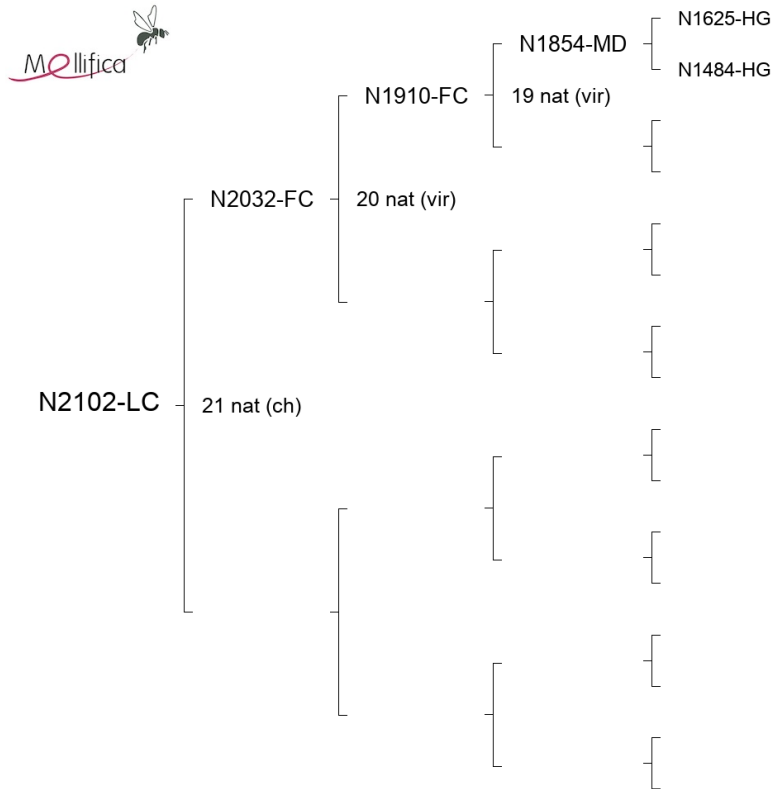 Mellifica
N1625-HG
N1854-MD
N1484-HG
N1910-FC
19 nat (vir)
N2032-FC
20 nat (vir)
N2102-LC
21 nat (ch)